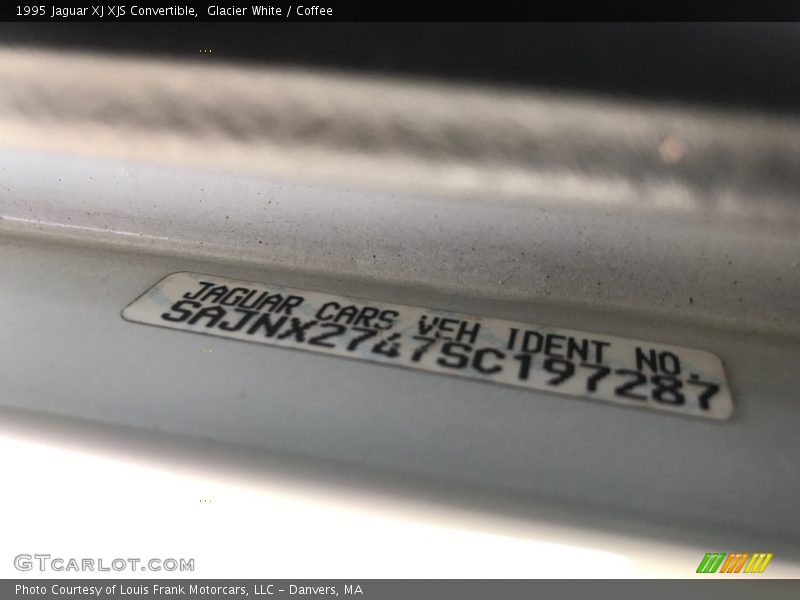 1995 Jaguar XJ XJS Convertible,  Glacier White / Coffee
JAGUAR CARS VEH IDENT NO.
SAJNX2747SC197287
GTCARLOT.COM
Photo Courtesy of Louis Frank Motorcars, LLC - Danvers, MA